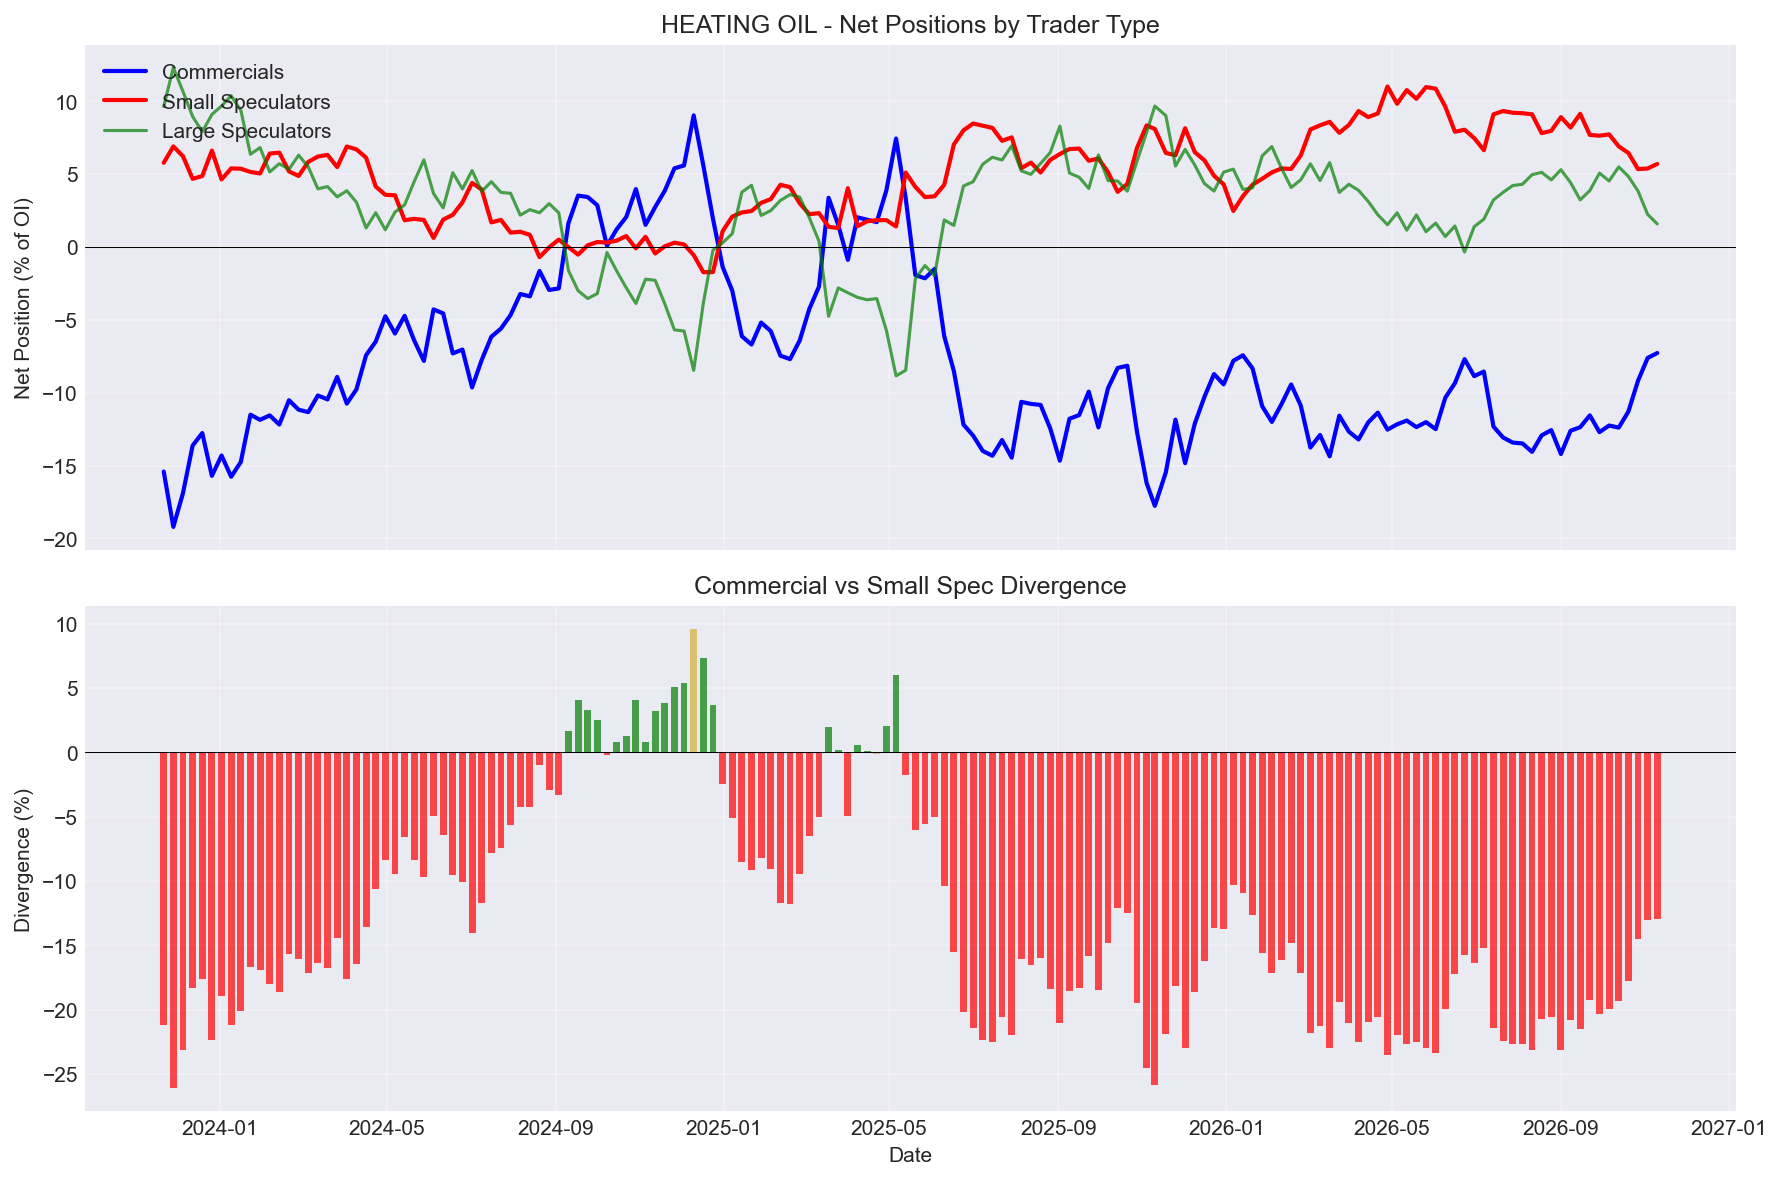 HEATING OIL - Net Positions by Trader Type
Commercials
Small Speculators
Large Speculators
Net Position (% of OI)
10
5
0
−5
−10
−15
−20
Commercial vs Small Spec Divergence
Divergence (%)
10
5
0
−5
−10
−15
−20
−25
2024-01 2024-05 2024-09 2025-01 2025-05 2025-09 2026-01 2026-05 2026-09 2027-01
Date